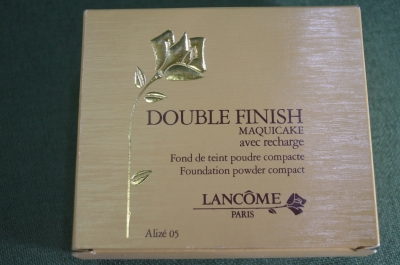 DOUBLE FINISH
MAQUICAKE
avec recharge
Fond de teint poudre compacte
Foundation powder compact
LANCÔME
PARIS
Alizé 05